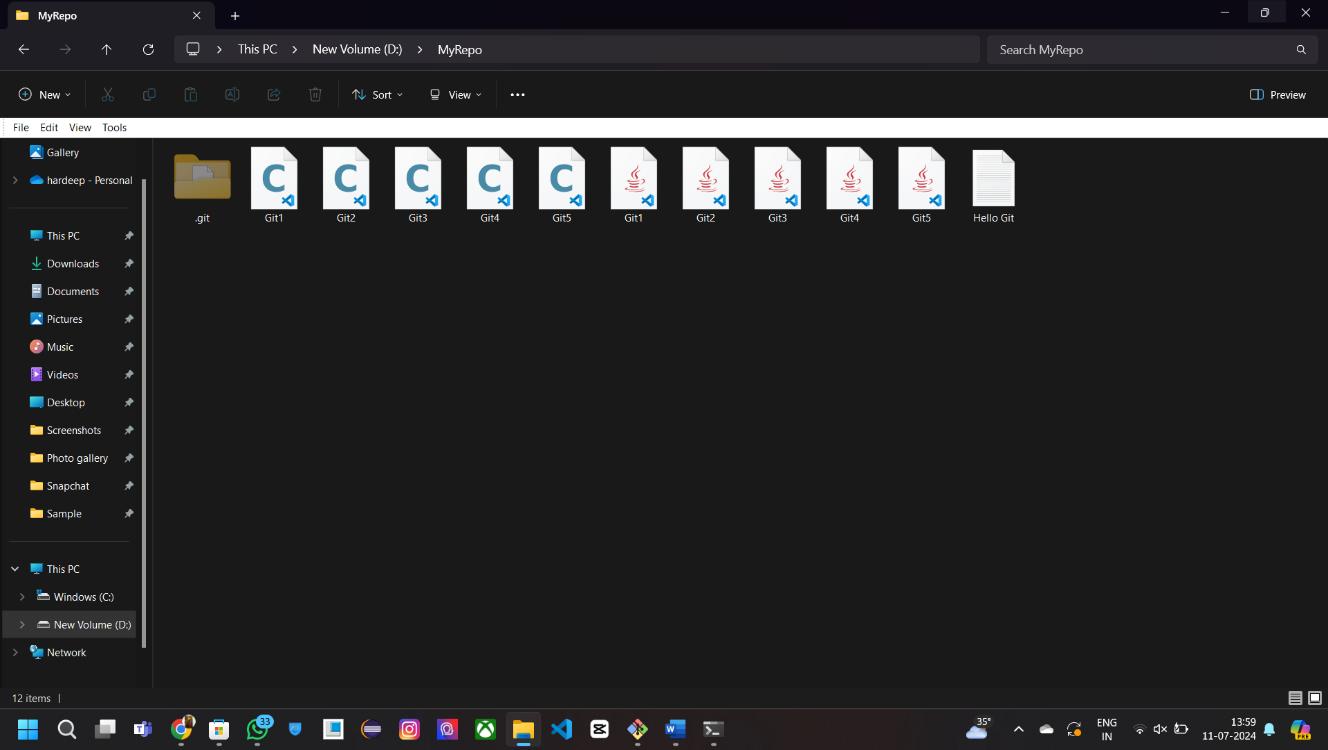 MyRepo
This PC > New Volume (D:) > MyRepo
Search MyRepo
New
Sort
View
Preview
File Edit View Tools
Gallery
hardeep - Personal
This PC
Downloads
Documents
Pictures
Music
Videos
Desktop
Screenshots
Photo gallery
Snapchat
Sample
This PC
Windows (C:)
New Volume (D:)
Network
.git
C Git1
C Git2
C Git3
C Git4
C Git5
Git1
Git2
Git3
Git4
Git5
Hello Git
12 items
33
35°
ENG
IN
13:59
11-07-2024